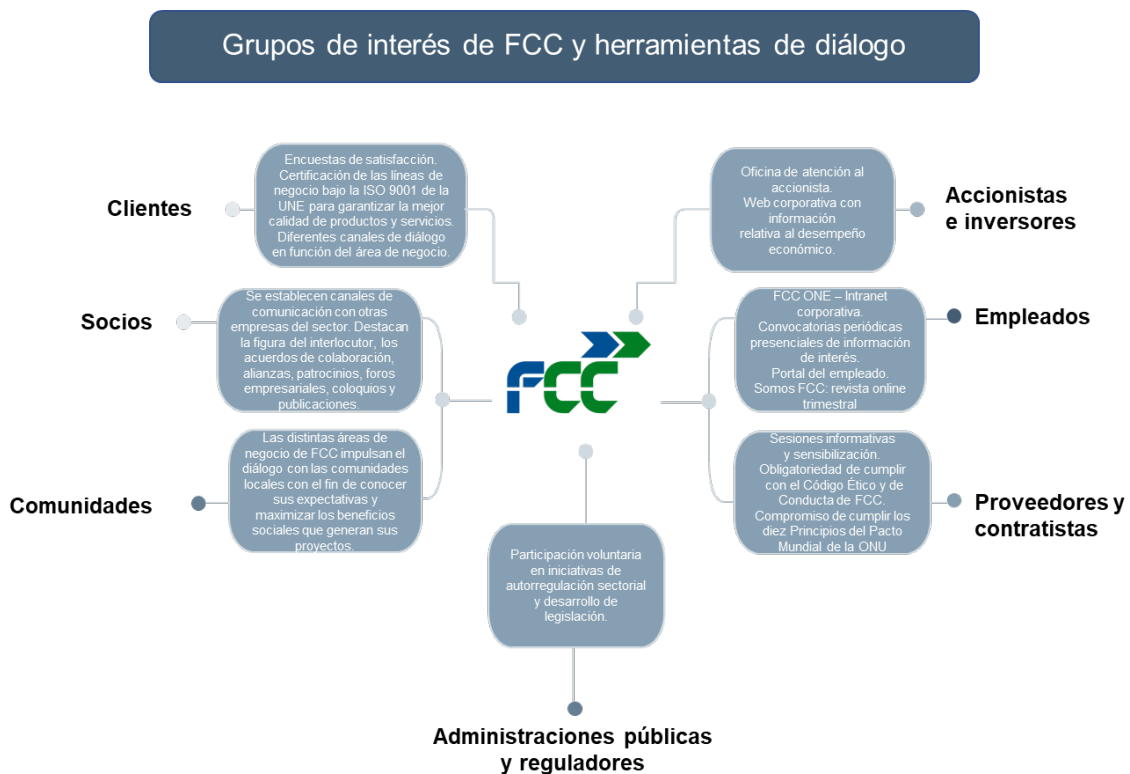 Grupos de interés de FCC y herramientas de diálogo
Clientes
Encuestas de satisfacción.
Certificación de las líneas de
negocio bajo la ISO 9001 de la
UNE para garantizar la mejor
calidad de productos y servicios.
Diferentes canales de diálogo
en función del área de negocio.
Oficina de atención al
accionista.
Web corporativa con
información
relativa al desempeño
económico.
Accionistas
e inversores
Socios
Se establecen canales de
comunicación con otras
empresas del sector. Destacan
la figura del interlocutor, los
acuerdos de colaboración,
alianzas, patrocinios, foros
empresariales, coloquios y
publicaciones.
FCC
FCC ONE – Intranet
corporativa.
Convocatorias periódicas
presenciales de información
de interés.
Portal del empleado.
Somos FCC: revista online
trimestral
Empleados
Comunidades
Las distintas áreas de
negocio de FCC impulsan el
diálogo con las comunidades
locales con el fin de conocer
sus expectativas y
maximizar los beneficios
sociales que generan sus
proyectos.
Sesiones informativas
y sensibilización.
Obligatoriedad de cumplir
con el Código Ético y de
Conducta de FCC.
Compromiso de cumplir los
diez Principios del Pacto
Mundial de la ONU
Proveedores y
contratistas
Participación voluntaria
en iniciativas de
autorregulación sectorial
y desarrollo de
legislación.
Administraciones públicas
y reguladores